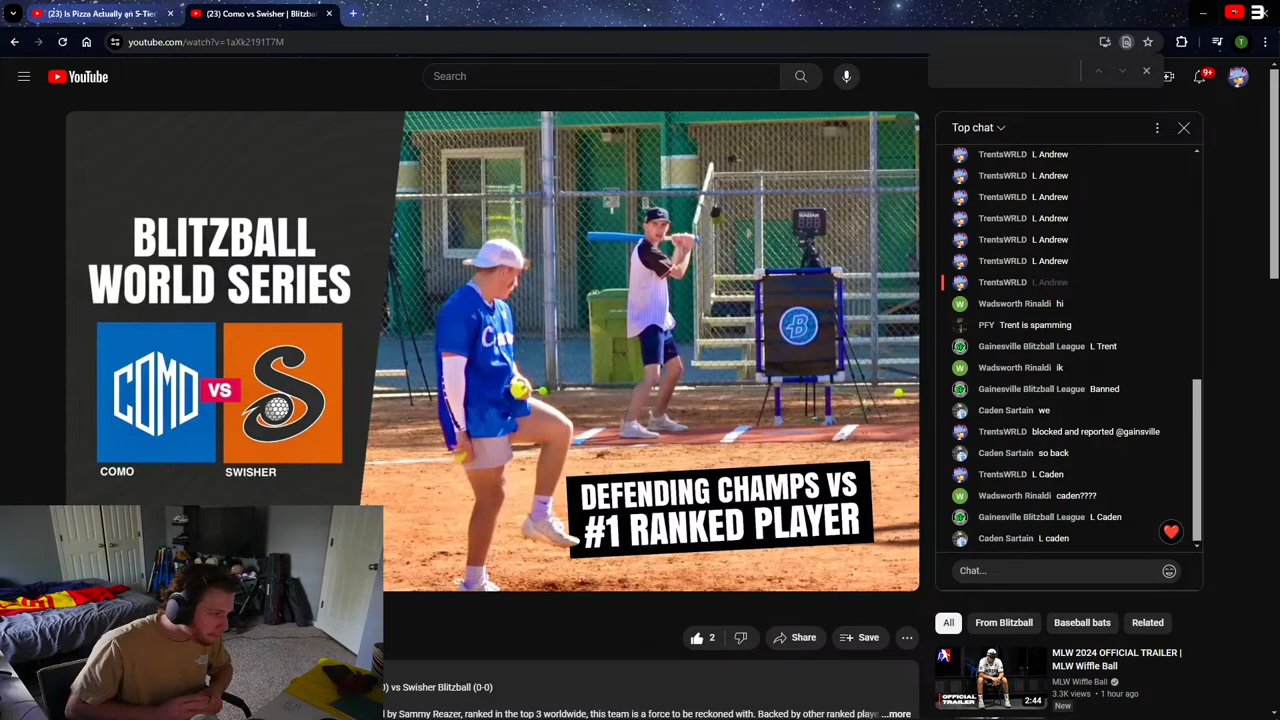 (23) Is Pizza Actually an S-Tier
(23) Como vs Swisher | Blitzbal
youtube.com/watch?v=1aXk2191T7M
YouTube
Search
9+
BLITZBALL
WORLD SERIES
COMO
VS
S
COMO
SWISHER
B
DEFENDING CHAMPS VS
#1 RANKED PLAYER
Top chat
TrentsWRLD L Andrew
TrentsWRLD L Andrew
TrentsWRLD L Andrew
TrentsWRLD L Andrew
TrentsWRLD L Andrew
TrentsWRLD L Andrew
TrentsWRLD L Andrew
Wadsworth Rinaldi hi
PFY Trent is spamming
Gainesville Blitzball League L Trent
Wadsworth Rinaldi ik
Gainesville Blitzball League Banned
Caden Sartain we
TrentsWRLD blocked and reported @gainsville
Caden Sartain so back
TrentsWRLD L Caden
Wadsworth Rinaldi caden????
Gainesville Blitzball League L Caden
Caden Sartain L caden
Chat...
2
Share
Save
) vs Swisher Blitzball (0-0)
d by Sammy Reazer, ranked in the top 3 worldwide, this team is a force to be reckoned with. Backed by other ranked playe ...more
All
From Blitzball
Baseball bats
Related
MLW 2024 OFFICIAL TRAILER |
MLW Wiffle Ball
MLW Wiffle Ball
3.3K views • 1 hour ago
New
OFFICIAL
TRAILER
2:44